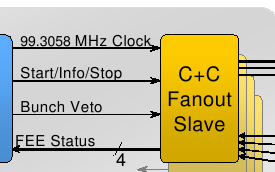 99.3058 MHz Clock
Start/Info/Stop
Bunch Veto
FEE Status
4
C+C
Fanout
Slave